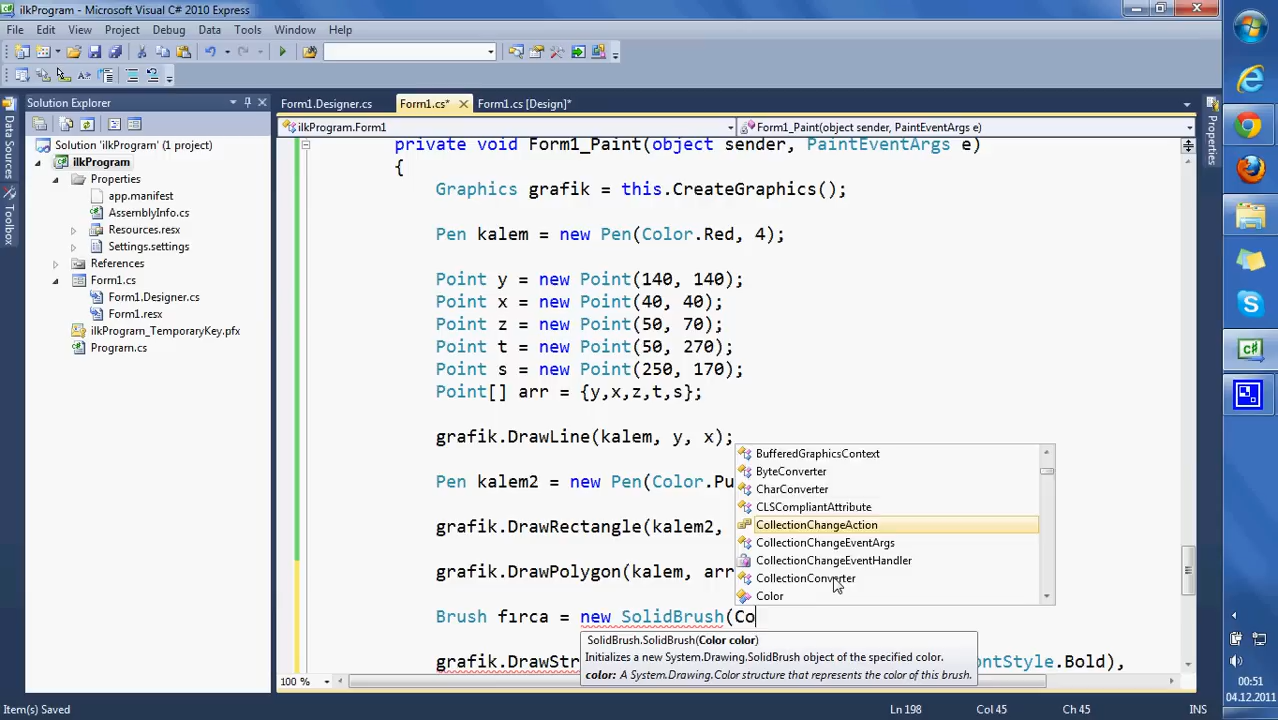 ilkProgram - Microsoft Visual C# 2010 Express
File Edit View Project Debug Data Tools Window Help
Solution Explorer
Form1.Designer.cs Form1.cs* Form1.cs [Design]*
ilkProgram.Form1 Form1_Paint(object sender, PaintEventArgs e)
Data Sources
Toolbox
Properties
Solution 'ilkProgram' (1 project)
ilkProgram
Properties
app.manifest
AssemblyInfo.cs
Resources.resx
Settings.settings
References
Form1.cs
Form1.Designer.cs
Form1.resx
ilkProgram_TemporaryKey.pfx
Program.cs
private void Form1_Paint(object sender, PaintEventArgs e)
{
Graphics grafik = this.CreateGraphics();
Pen kalem = new Pen(Color.Red, 4);
Point y = new Point(140, 140);
Point x = new Point(40, 40);
Point z = new Point(50, 70);
Point t = new Point(50, 270);
Point s = new Point(250, 170);
Point[] arr = {y,x,z,t,s};
grafik.DrawLine(kalem, y, x);
Pen kalem2 = new Pen(Color.Pu
grafik.DrawRectangle(kalem2,
grafik.DrawPolygon(kalem, arr
Brush fırca = new SolidBrush(Co
grafik.DrawStr
ontStyle.Bold),
BufferedGraphicsContext
ByteConverter
CharConverter
CLSCompliantAttribute
CollectionChangeAction
CollectionChangeEventArgs
CollectionChangeEventHandler
CollectionConverter
Color
SolidBrush.SolidBrush(Color color)
Initializes a new System.Drawing.SolidBrush object of the specified color.
color: A System.Drawing.Color structure that represents the color of this brush.
100 %
Item(s) Saved Ln 198 Col 45 Ch 45 INS
00:51
04.12.2011